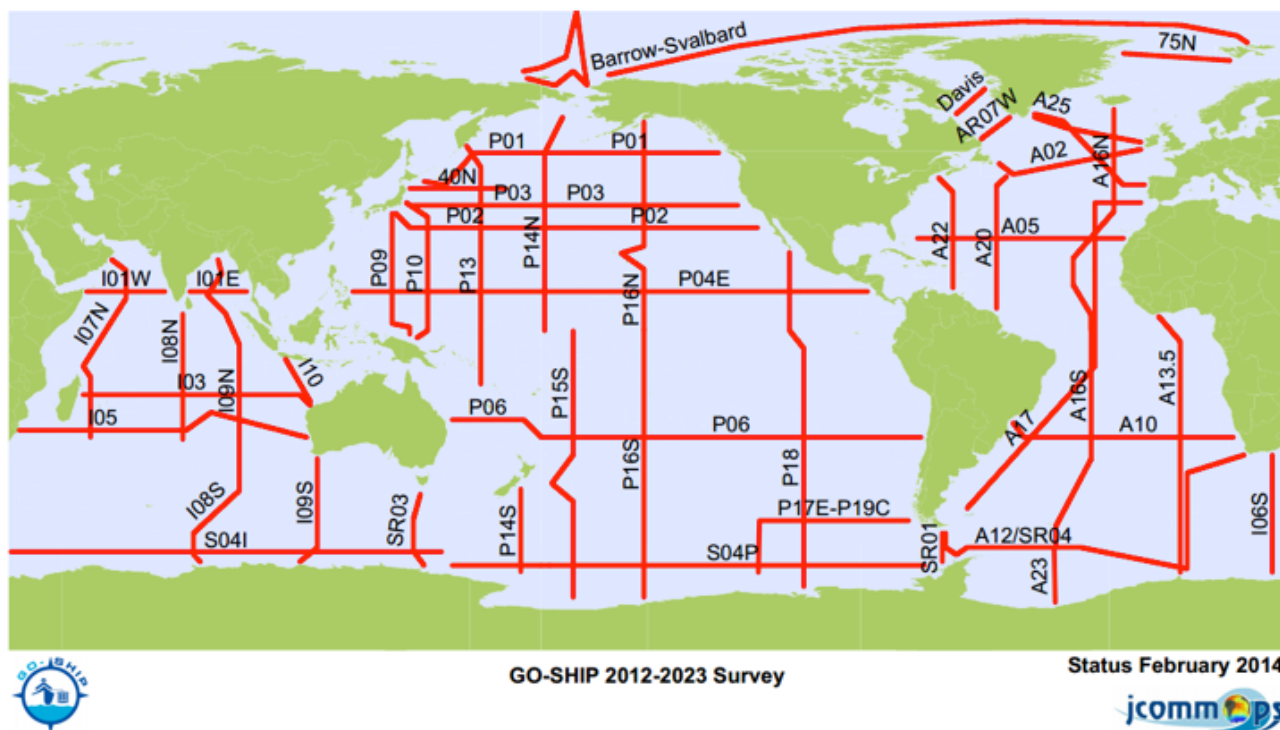 Barrow-Svalbard
75N
Davis
A25
AR07W
P01
P01
A02
A16N
40N
P03
P03
P02
P02
A22
A20
A05
P09
P10
P13
P14N
I01W
I01E
P16N
P04E
I07N
I08N
I03
I09N
I10
P15S
A16S
A13.5
I05
P06
P06
A17
A10
P16S
P18
I08S
I09S
SR03
P14S
P17E-P19C
S04I
S04P
SR01
A12/SR04
A23
I06S
GO-SHIP
GO-SHIP 2012-2023 Survey
Status February 2014
jcommops